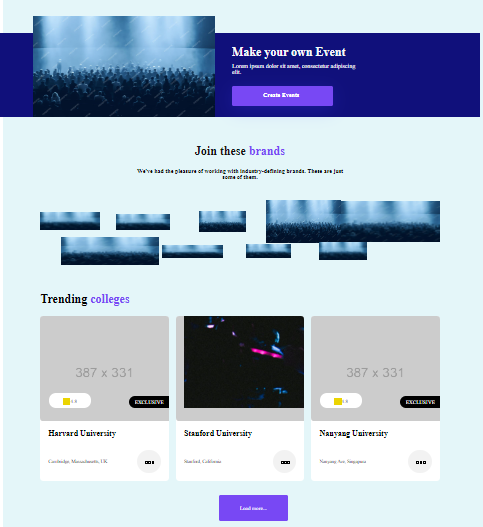 Make your own Event
Lorem ipsum dolor sit amet, consectetur adipiscing
elit.
Create Events
Join these brands
We've had the pleasure of working with industry-defining brands. These are just
some of them.
Trending colleges
387 x 331
EXCLUSIVE
387 x 331
EXCLUSIVE
Harvard University
Stanford University
Nanyang University
Cambridge, Massachusetts, UK
Stanford, California
Nanyang Ave, Singapura
Load more...